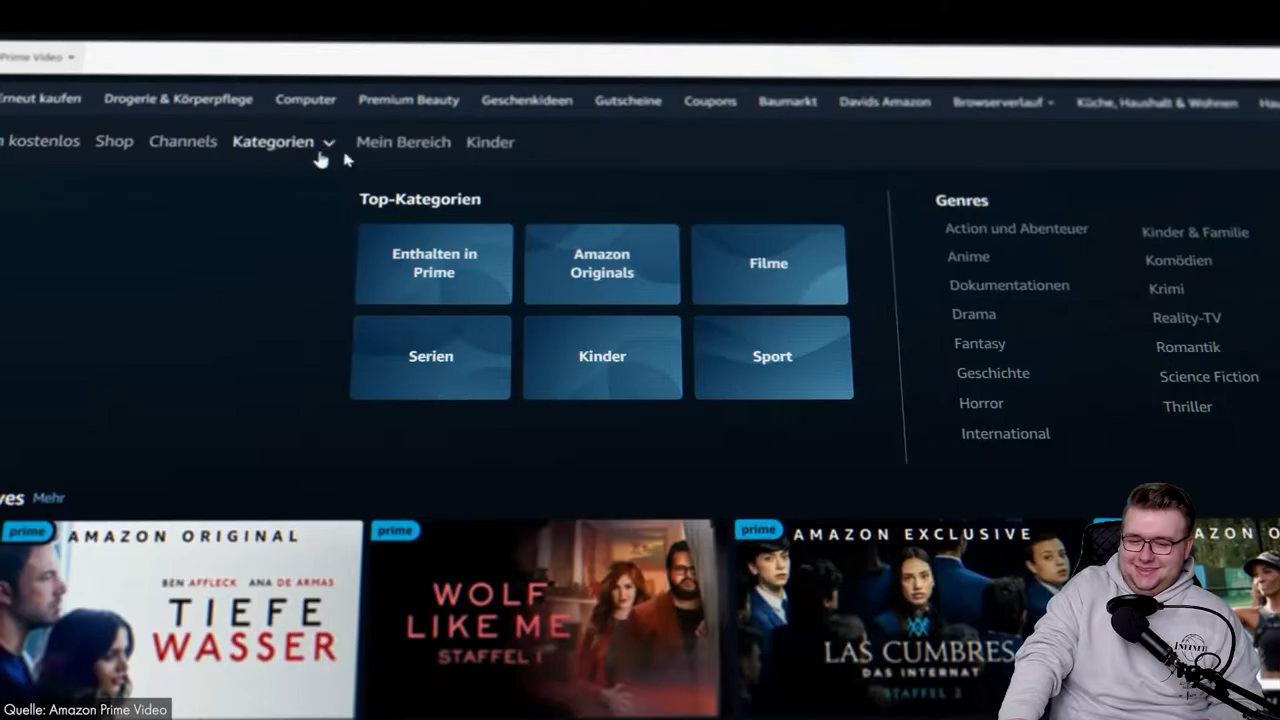 Prime Video
Erneut kaufen Drogerie & Körperpflege Computer Premium Beauty Geschenkideen Gutscheine Coupons Baumarkt Davids Amazon Browserverlauf Küche, Haushalt & Wohnen
kostenlos Shop Channels Kategorien Mein Bereich Kinder
Top-Kategorien
Enthalten in
Prime
Amazon
Originals
Filme
Serien
Kinder
Sport
Genres
Action und Abenteuer
Anime
Dokumentationen
Drama
Fantasy
Geschichte
Horror
International
Kinder & Familie
Komödien
Krimi
Reality-TV
Romantik
Science Fiction
Thriller
Mehr
prime
AMAZON ORIGINAL
BEN AFFLECK ANA DE ARMAS
TIEFE
WASSER
prime
WOLF
LIKE ME
STAFFEL 1
prime
AMAZON EXCLUSIVE
LAS CUMBRES
DAS INTERNAT
STAFFEL 2
Quelle: Amazon Prime Video